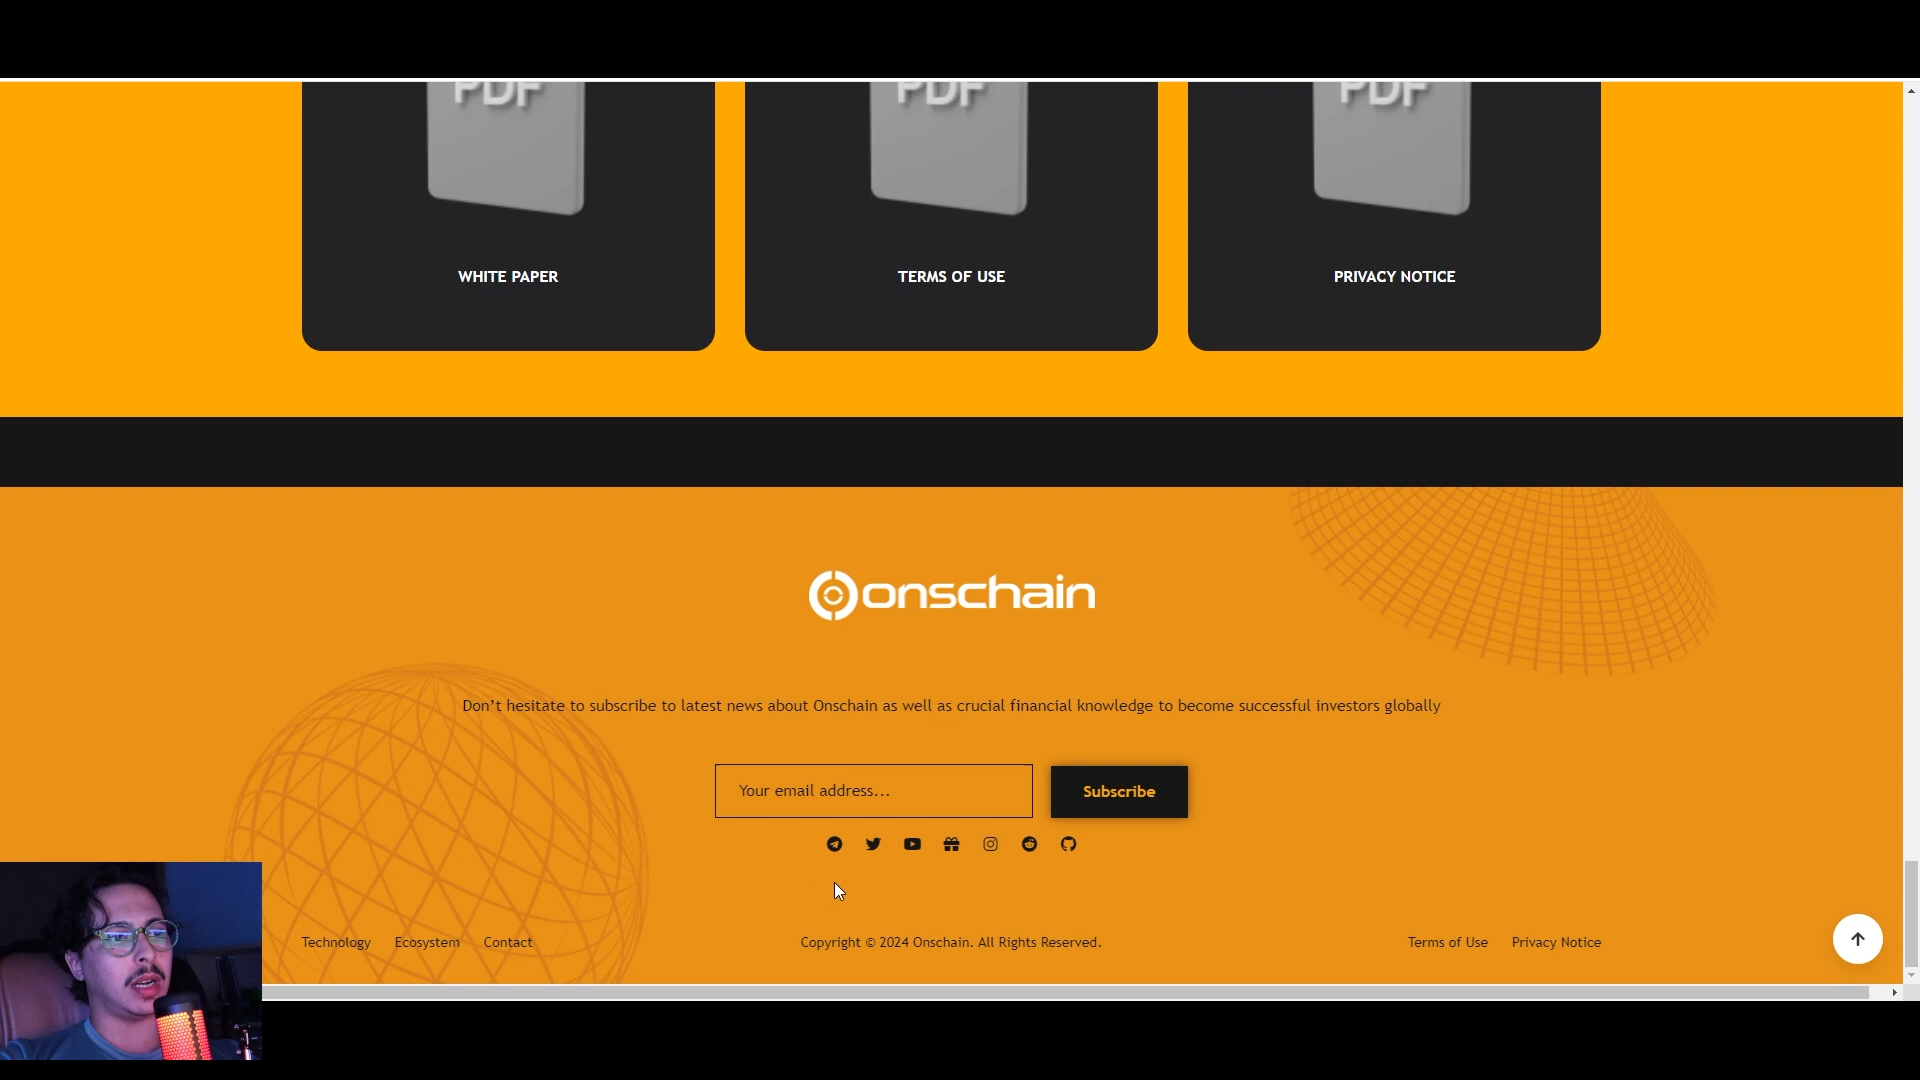 PDF PDF PDF
WHITE PAPER TERMS OF USE PRIVACY NOTICE
onschain
Don’t hesitate to subscribe to latest news about Onschain as well as crucial financial knowledge to become successful investors globally
Your email address... Subscribe
Technology Ecosystem Contact Copyright © 2024 Onschain. All Rights Reserved. Terms of Use Privacy Notice